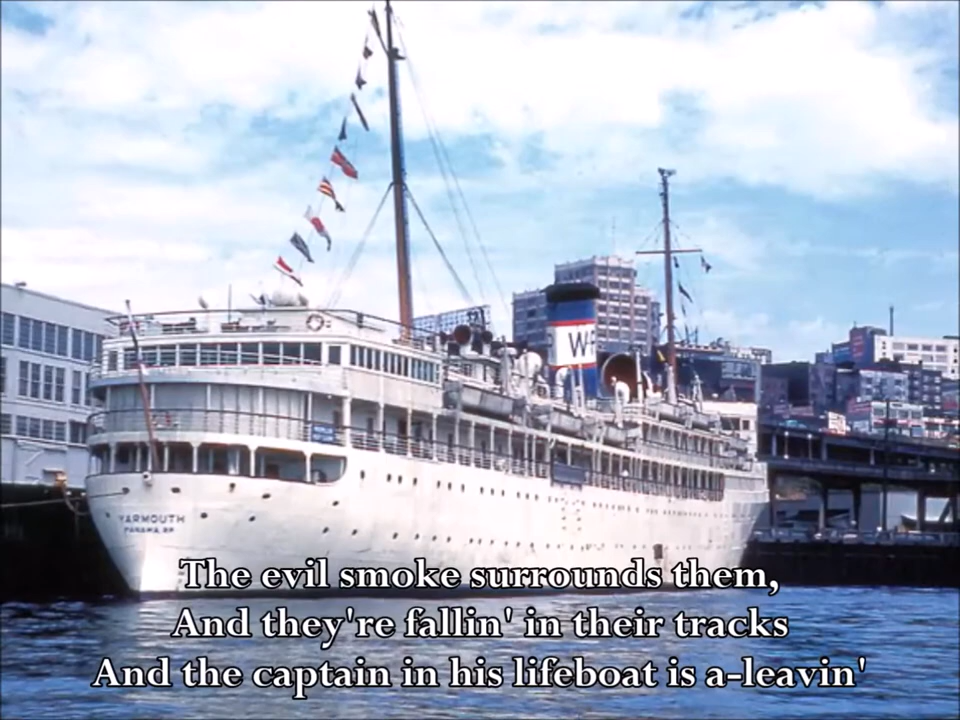 W
YARMOUTH
PANAMA, RP
The evil smoke surrounds them,
And they're fallin' in their tracks
And the captain in his lifeboat is a-leavin'